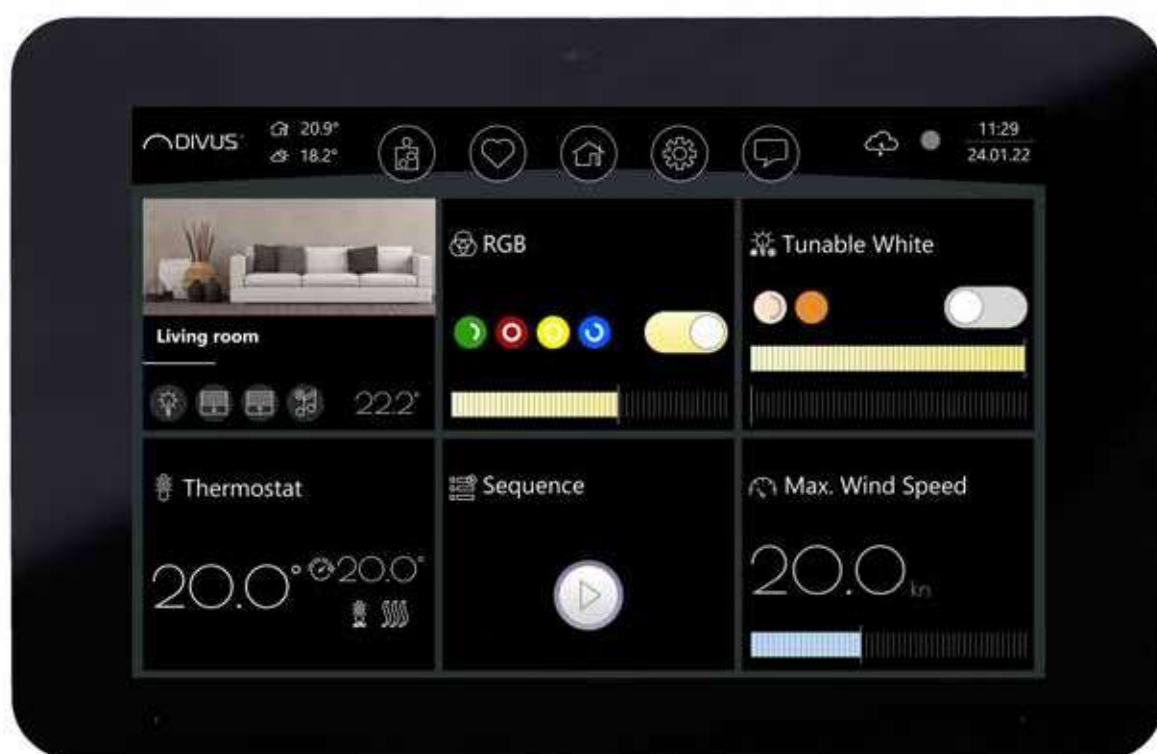 DIVUS
20.9°
18.2°
11:29
24.01.22
RGB
Tunable White
Living room
22.2°
Thermostat
Sequence
Max. Wind Speed
20.0°
20.0°
20.0 kn